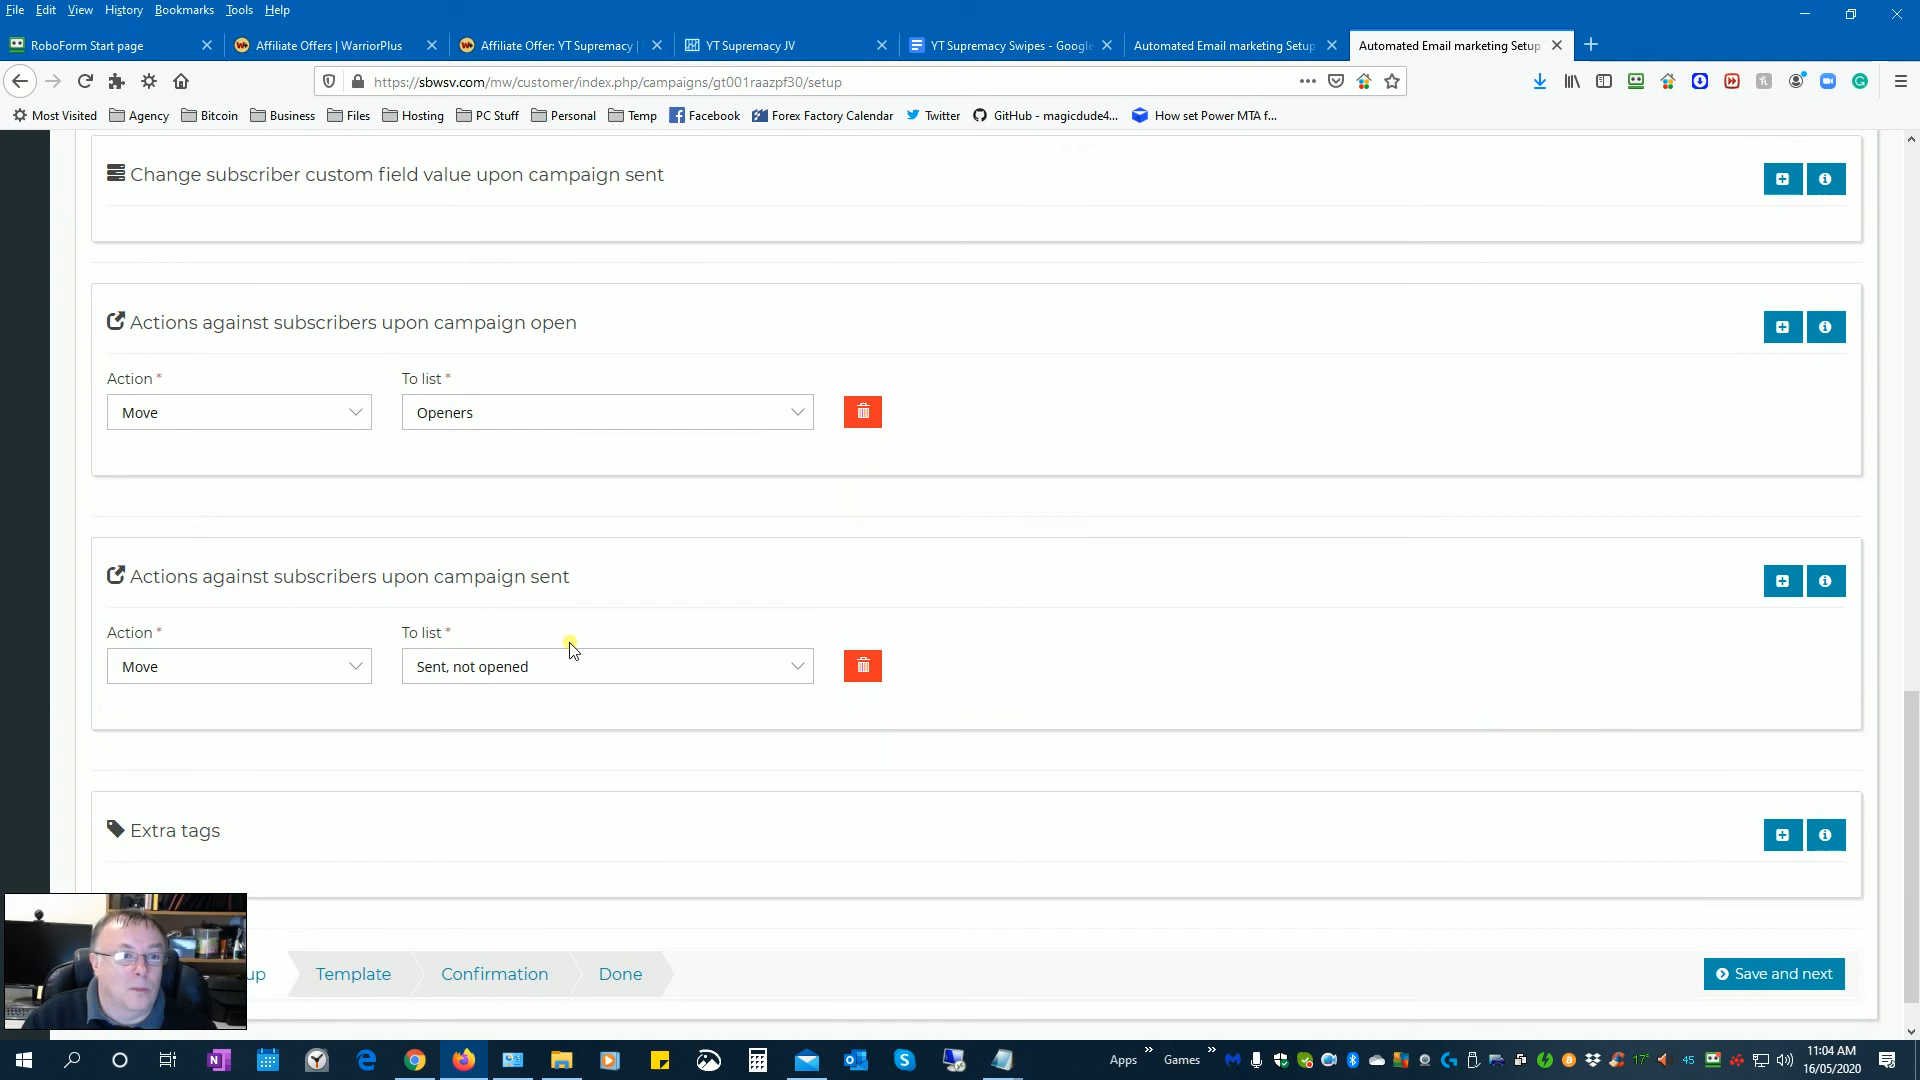 File Edit View History Bookmarks Tools Help
RoboForm Start page
Affiliate Offers | WarriorPlus
Affiliate Offer: YT Supremacy |
YT Supremacy JV
YT Supremacy Swipes - Google
Automated Email marketing Setup
Automated Email marketing Setup
https://sbwsv.com/mw/customer/index.php/campaigns/gt001raazpf30/setup
Most Visited Agency Bitcoin Business Files Hosting PC Stuff Personal Temp Facebook Forex Factory Calendar Twitter GitHub - magicdude4... How set Power MTA f...
Change subscriber custom field value upon campaign sent
Actions against subscribers upon campaign open
Action * To list *
Move Openers
Actions against subscribers upon campaign sent
Action * To list *
Move Sent, not opened
Extra tags
up Template Confirmation Done Save and next
Apps » Games »
17°
45
11:04 AM
16/05/2020